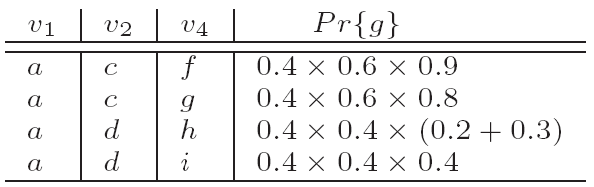 v₁ v₂ v₄ Pr{g}
a c f 0.4 × 0.6 × 0.9
a c g 0.4 × 0.6 × 0.8
a d h 0.4 × 0.4 × (0.2 + 0.3)
a d i 0.4 × 0.4 × 0.4